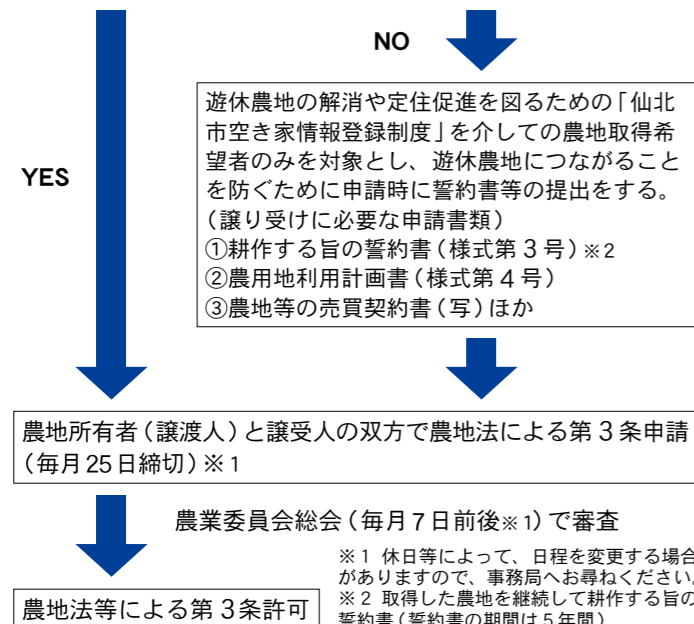 NO
YES
遊休農地の解消や定住促進を図るための「仙北
市空き家情報登録制度」を介しての農地取得希
望者のみを対象とし、遊休農地につながること
を防ぐために申請時に誓約書等の提出をする。
(譲り受けに必要な申請書類)
①耕作する旨の誓約書(様式第3号)※2
②農用地利用計画書(様式第4号)
③農地等の売買契約書(写)ほか
農地所有者(譲渡人)と譲受人の双方で農地法による第3条申請
(毎月25日締切)※1
農業委員会総会(毎月7日前後※1)で審査
※1 休日等によって、日程を変更する場合
がありますので、事務局へお尋ねください。
※2 取得した農地を継続して耕作する旨の
誓約書(誓約書の期間は5年間)
農地法等による第3条許可